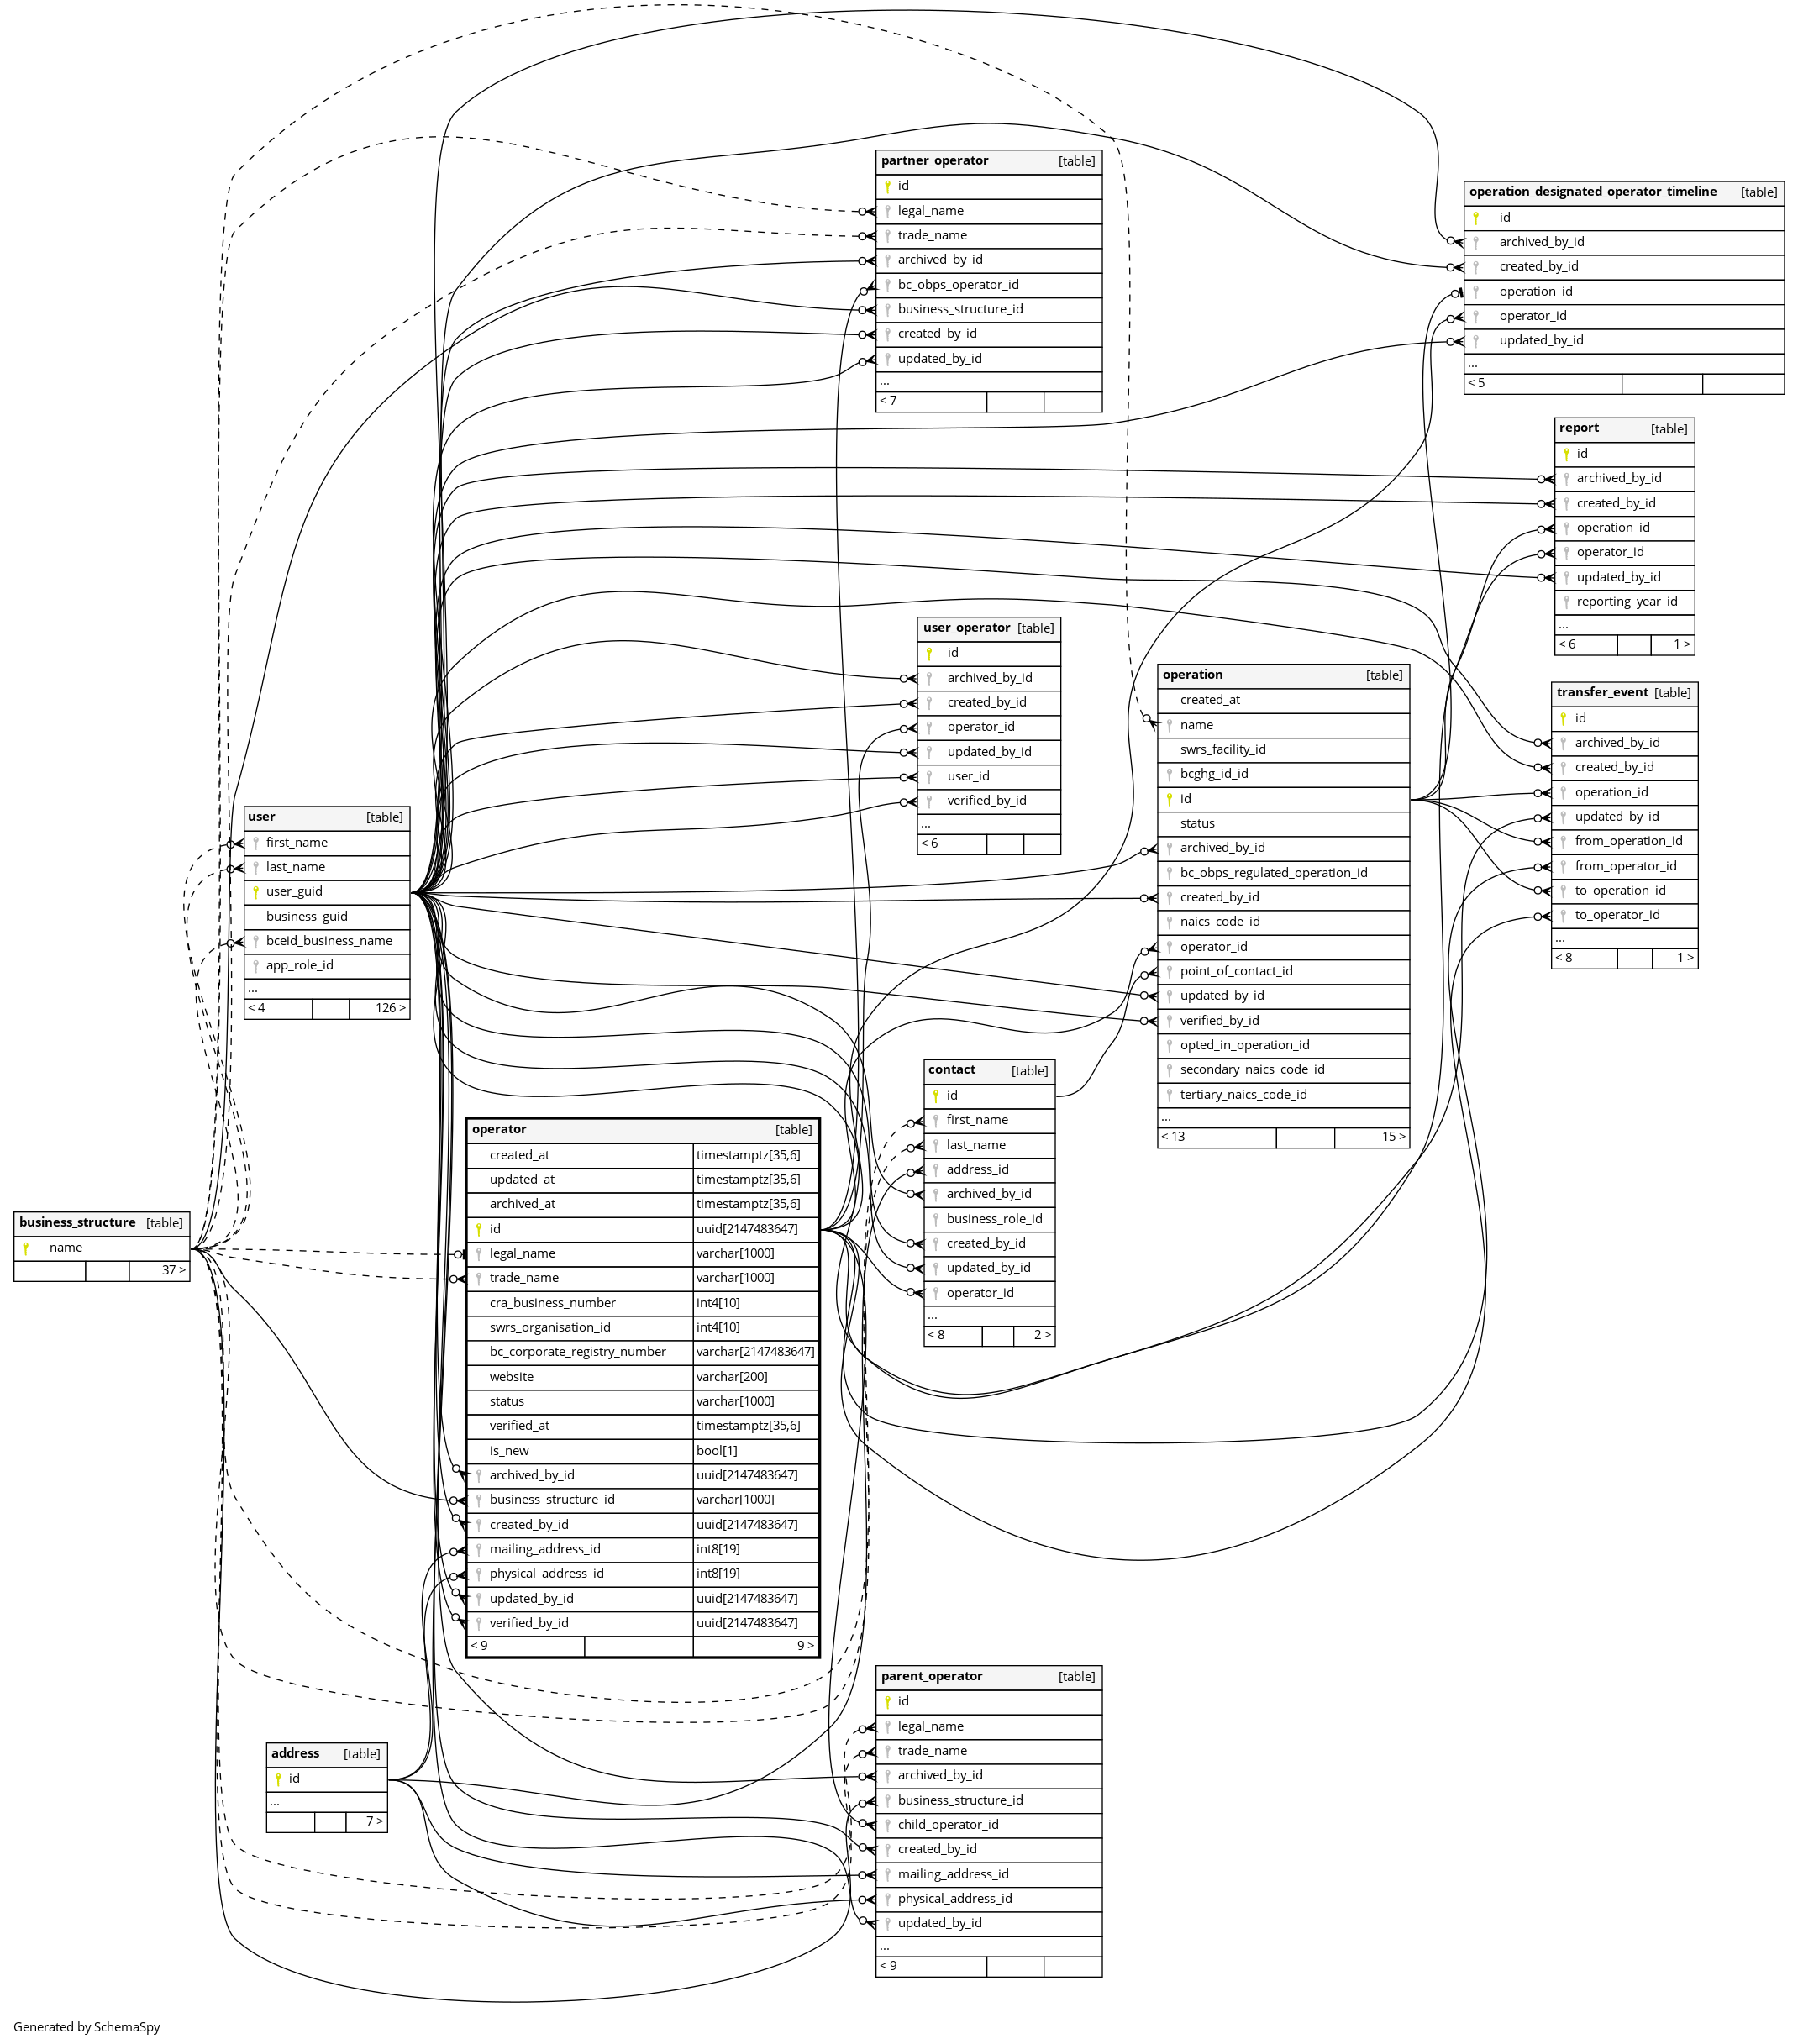 partner_operator [table]
id
legal_name
trade_name
archived_by_id
bc_obps_operator_id
business_structure_id
created_by_id
updated_by_id
...
< 7
operation_designated_operator_timeline [table]
id
archived_by_id
created_by_id
operation_id
operator_id
updated_by_id
...
< 5
report [table]
id
archived_by_id
created_by_id
operation_id
operator_id
updated_by_id
reporting_year_id
...
< 6 1 >
user_operator [table]
id
archived_by_id
created_by_id
operator_id
updated_by_id
user_id
verified_by_id
...
< 6
operation [table]
created_at
name
swrs_facility_id
bcghg_id_id
id
status
archived_by_id
bc_obps_regulated_operation_id
created_by_id
naics_code_id
operator_id
point_of_contact_id
updated_by_id
verified_by_id
opted_in_operation_id
secondary_naics_code_id
tertiary_naics_code_id
...
< 13 15 >
transfer_event [table]
id
archived_by_id
created_by_id
operation_id
updated_by_id
from_operation_id
from_operator_id
to_operation_id
to_operator_id
...
< 8 1 >
user [table]
first_name
last_name
user_guid
business_guid
bceid_business_name
app_role_id
...
< 4 126 >
contact [table]
id
first_name
last_name
address_id
archived_by_id
business_role_id
created_by_id
updated_by_id
operator_id
...
< 8 2 >
operator [table]
created_at timestamptz[35,6]
updated_at timestamptz[35,6]
archived_at timestamptz[35,6]
id uuid[2147483647]
legal_name varchar[1000]
trade_name varchar[1000]
cra_business_number int4[10]
swrs_organisation_id int4[10]
bc_corporate_registry_number varchar[2147483647]
website varchar[200]
status varchar[1000]
verified_at timestamptz[35,6]
is_new bool[1]
archived_by_id uuid[2147483647]
business_structure_id varchar[1000]
created_by_id uuid[2147483647]
mailing_address_id int8[19]
physical_address_id int8[19]
updated_by_id uuid[2147483647]
verified_by_id uuid[2147483647]
< 9 9 >
business_structure [table]
name
37 >
address [table]
id
...
7 >
parent_operator [table]
id
legal_name
trade_name
archived_by_id
business_structure_id
child_operator_id
created_by_id
mailing_address_id
physical_address_id
updated_by_id
...
< 9
Generated by SchemaSpy